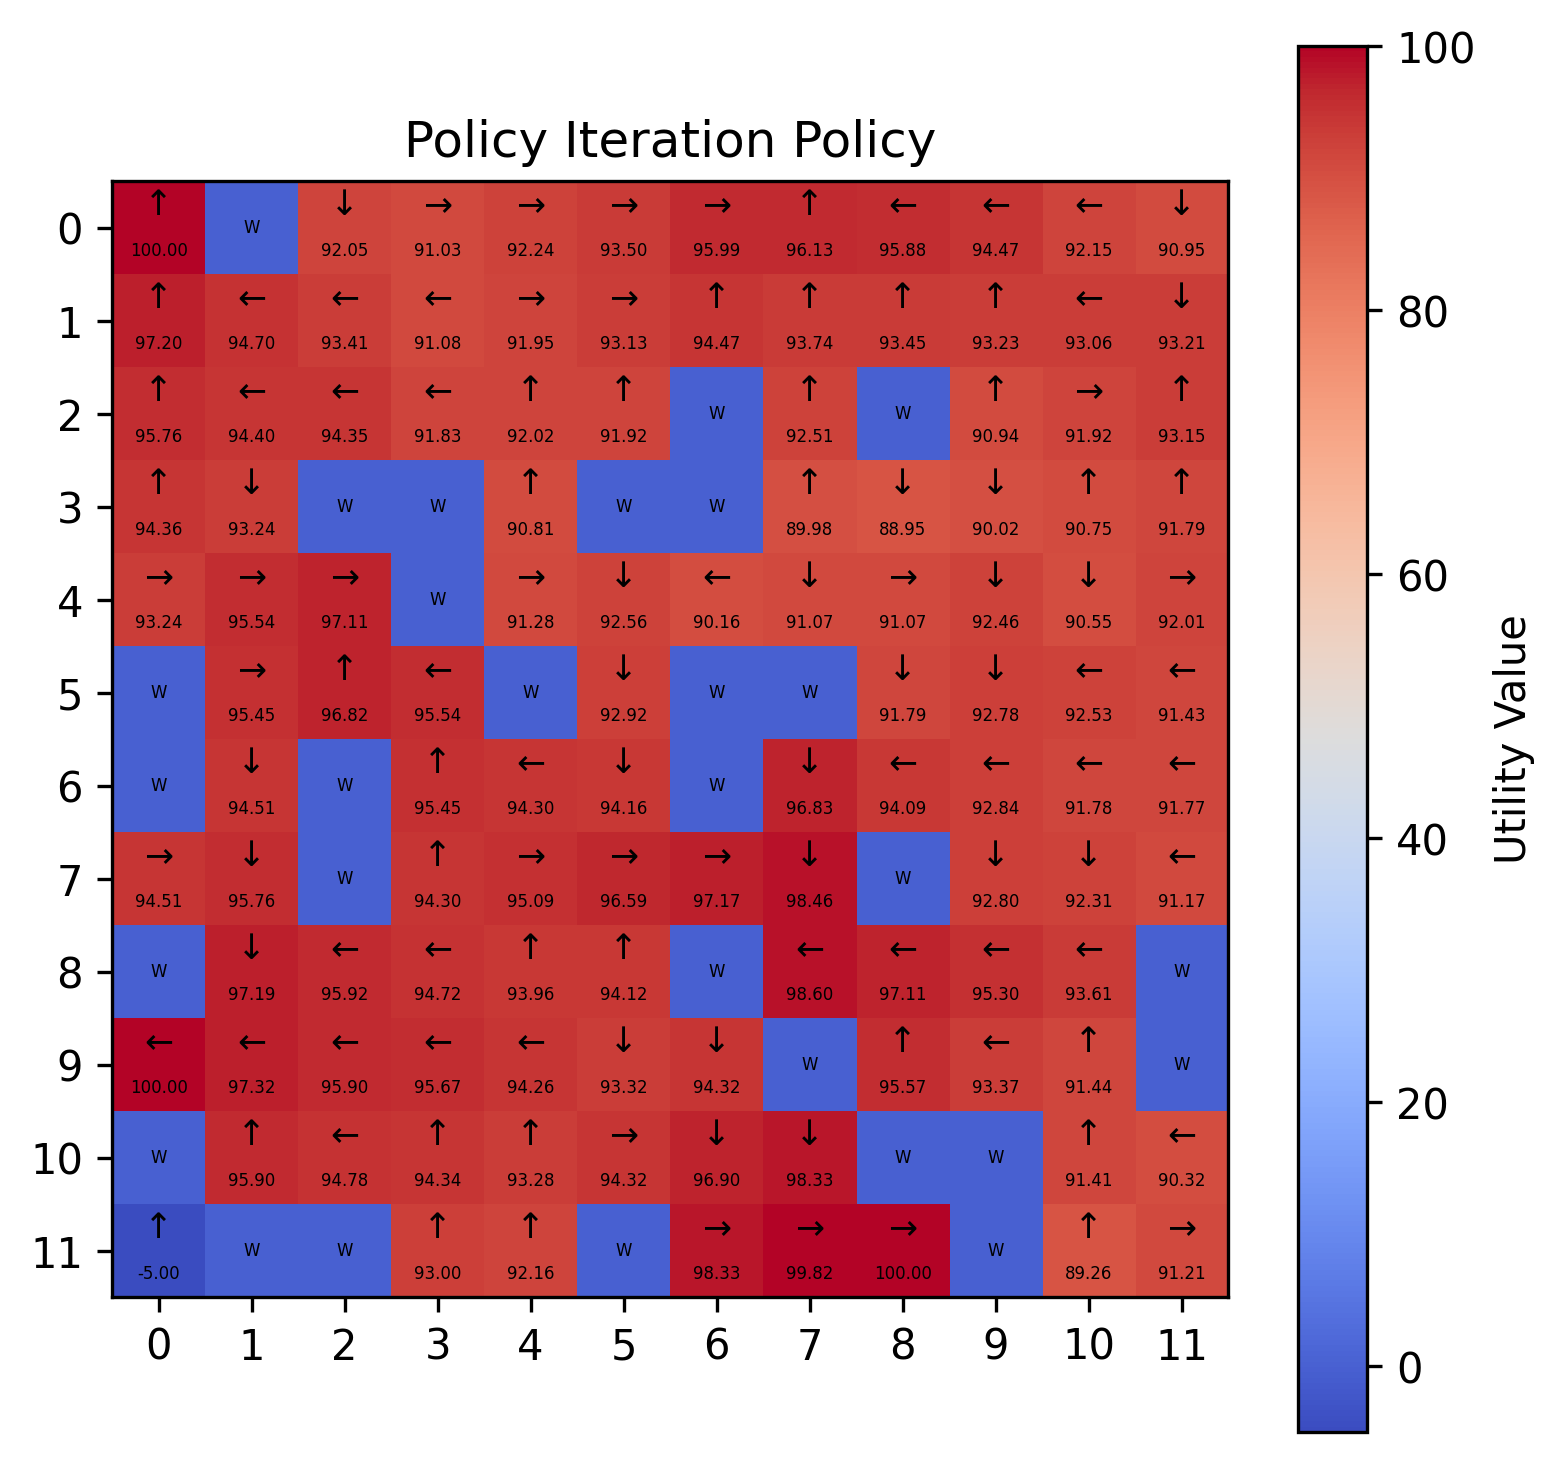 Policy Iteration Policy
100
80
60
40
20
0
Utility Value
0 ↑ W ↓ → → → → ↑ ← ← ← ↓
100.00 92.05 91.03 92.24 93.50 95.99 96.13 95.88 94.47 92.15 90.95
1 ↑ ← ← ← → → ↑ ↑ ↑ ↑ ← ↓
97.20 94.70 93.41 91.08 91.95 93.13 94.47 93.74 93.45 93.23 93.06 93.21
2 ↑ ← ← ← ↑ ↑ W ↑ W ↑ → ↑
95.76 94.40 94.35 91.83 92.02 91.92 92.51 90.94 91.92 93.15
3 ↑ ↓ W W ↑ W W ↑ ↓ ↓ ↑ ↑
94.36 93.24 90.81 89.98 88.95 90.02 90.75 91.79
4 → → → W → ↓ ← ↓ → ↓ ↓ →
93.24 95.54 97.11 91.28 92.56 90.16 91.07 91.07 92.46 90.55 92.01
5 W → ↑ ← W ↓ W W ↓ ↓ ← ←
95.45 96.82 95.54 92.92 91.79 92.78 92.53 91.43
6 W ↓ W ↑ ← ↓ W ↓ ← ← ← ←
94.51 95.45 94.30 94.16 96.83 94.09 92.84 91.78 91.77
7 → ↓ W ↑ → → → ↓ W ↓ ↓ ←
94.51 95.76 94.30 95.09 96.59 97.17 98.46 92.80 92.31 91.17
8 W ↓ ← ← ↑ ↑ W ← ← ← ← W
97.19 95.92 94.72 93.96 94.12 98.60 97.11 95.30 93.61
9 ← ← ← ← ← ↓ ↓ W ↑ ← ↑ W
100.00 97.32 95.90 95.67 94.26 93.32 94.32 95.57 93.37 91.44
10 W ↑ ← ↑ ↑ → ↓ ↓ W W ↑ ←
95.90 94.78 94.34 93.28 94.32 96.90 98.33 91.41 90.32
11 ↑ W W ↑ ↑ W → → → W ↑ →
-5.00 93.00 92.16 98.33 99.82 100.00 89.26 91.21
0 1 2 3 4 5 6 7 8 9 10 11